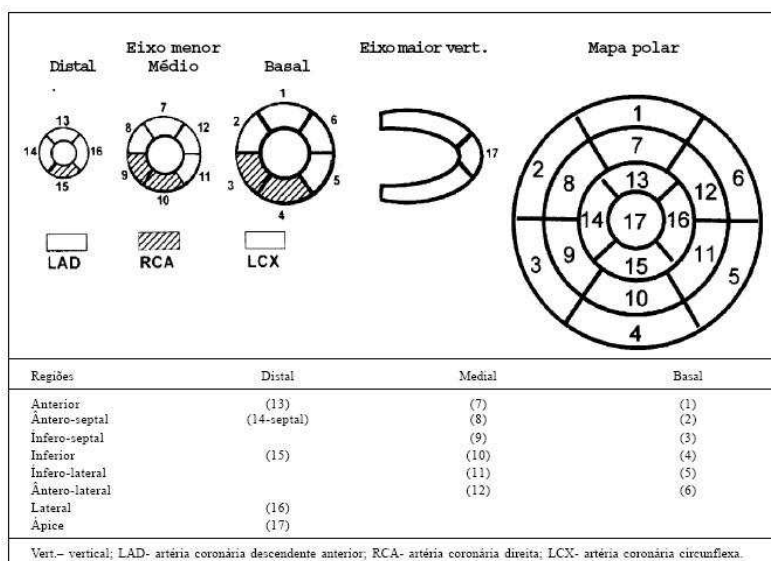 Eixo menor
Distal Médio Basal
Eixo maior vert.
Mapa polar
13
14 16
15
7
8 12
9 11
10
1
2 6
3 5
4
17
LAD RCA LCX
1
2 7 6
8 13 12
14 17 16
3 9 15 11 5
10
4
Regiões Distal Medial Basal
Anterior (13) (7) (1)
Ântero-septal (14-septal) (8) (2)
Ínfero-septal (9) (3)
Inferior (15) (10) (4)
Ínfero-lateral (11) (5)
Ântero-lateral (12) (6)
Lateral (16)
Ápice (17)
Vert.– vertical; LAD- artéria coronária descendente anterior; RCA- artéria coronária direita; LCX- artéria coronária circunflexa.